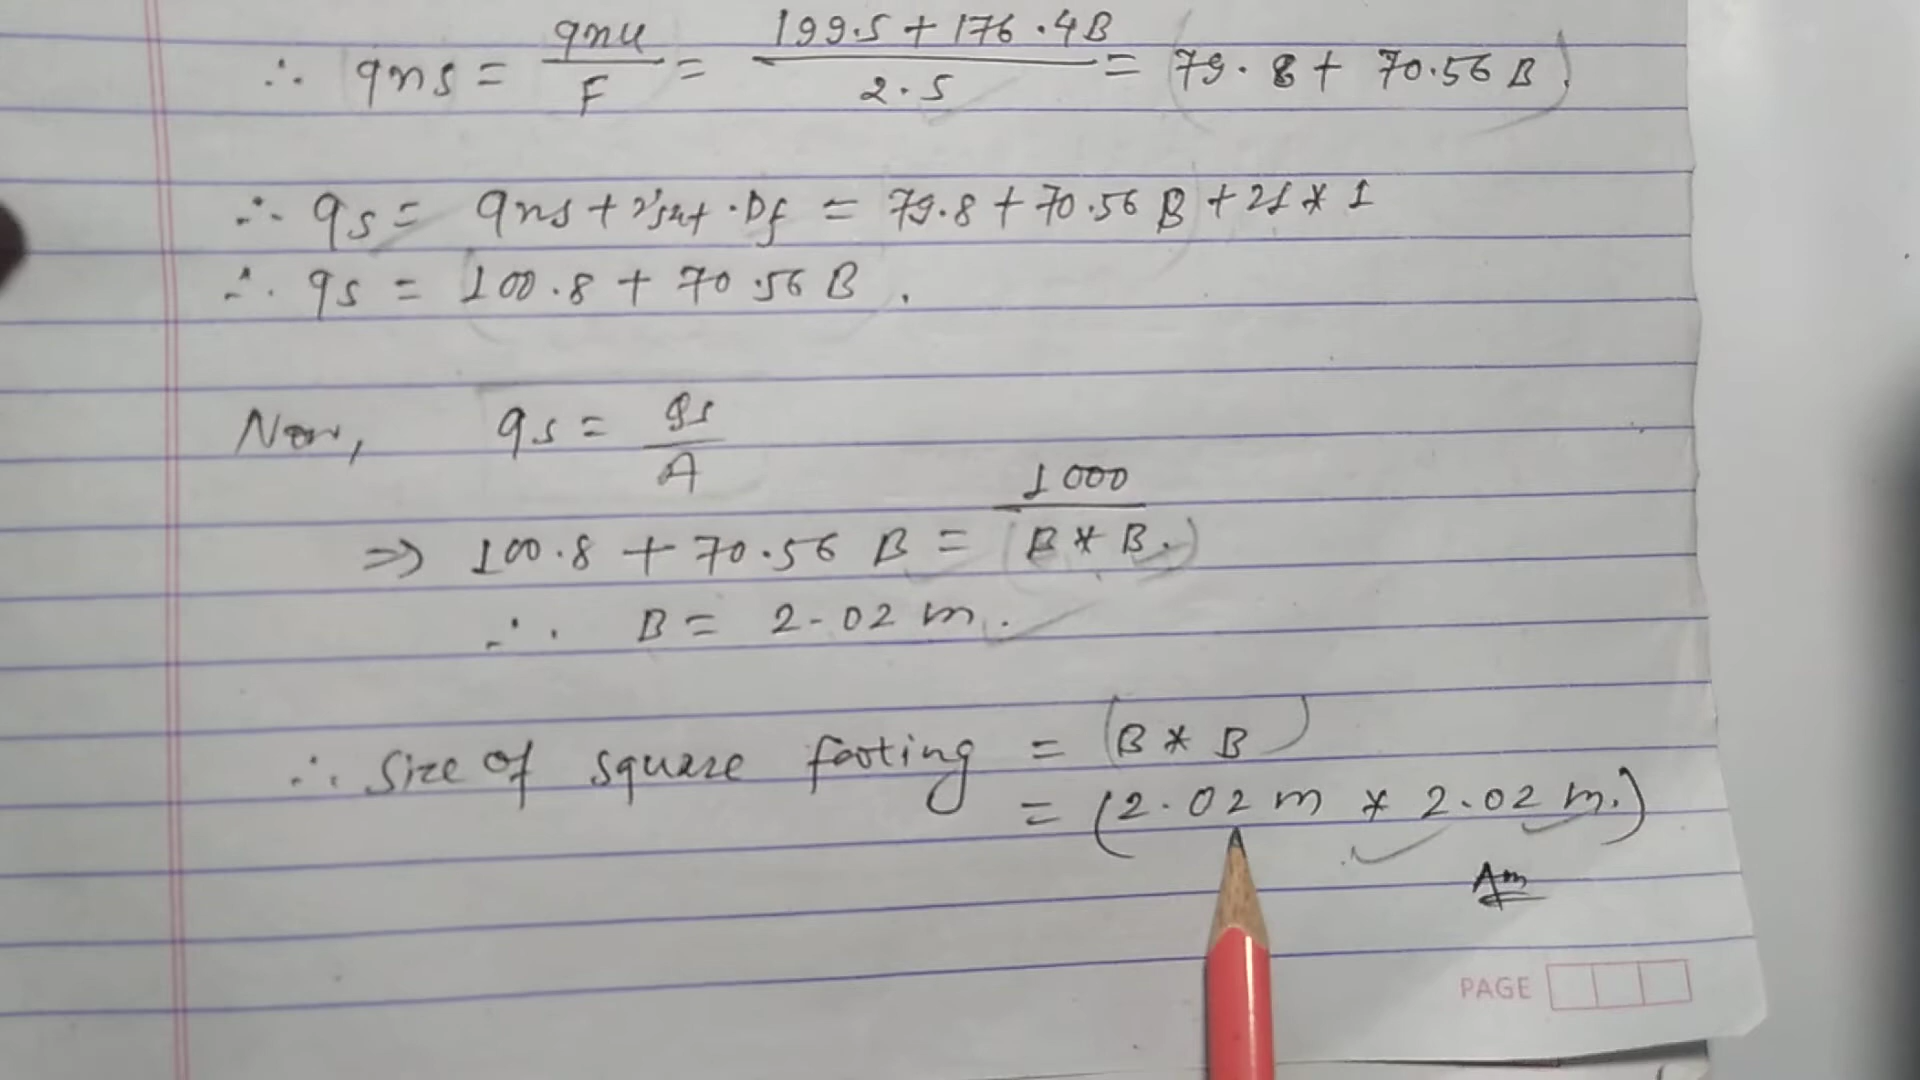 ∴ qns = qnu/F = (199.5 + 176.4B)/2.5 = (79.8 + 70.56 B).
∴ qs = qns + γsat · Df = 79.8 + 70.56 B + 21 * 1
∴ qs = 100.8 + 70.56 B .
Now, qs = Qs/A
⇒ 100.8 + 70.56 B = 1000/(B * B.)
∴ B = 2.02 m.
∴ Size of square footing = (B * B)
= (2.02 m * 2.02 m.)
Ans
PAGE